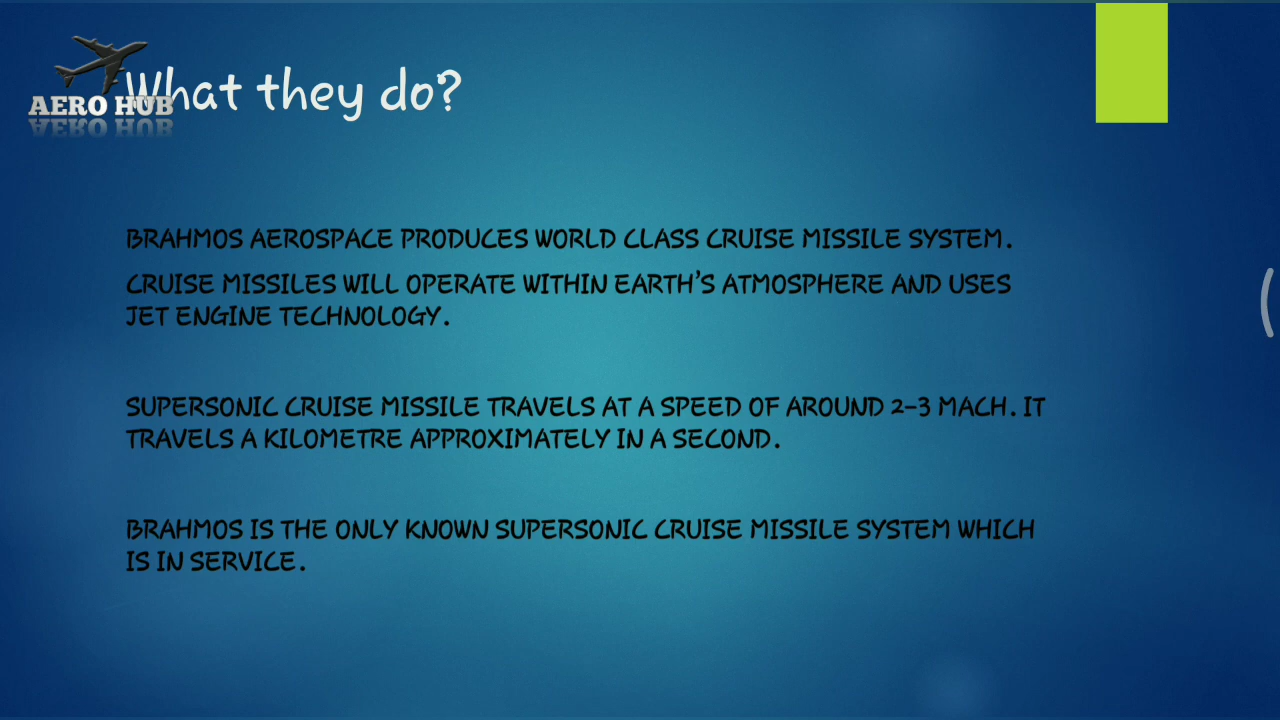 What they do?
AERO HUB
BRAHMOS AEROSPACE PRODUCES WORLD CLASS CRUISE MISSILE SYSTEM.
CRUISE MISSILES WILL OPERATE WITHIN EARTH'S ATMOSPHERE AND USES
JET ENGINE TECHNOLOGY.
SUPERSONIC CRUISE MISSILE TRAVELS AT A SPEED OF AROUND 2-3 MACH. IT
TRAVELS A KILOMETRE APPROXIMATELY IN A SECOND.
BRAHMOS IS THE ONLY KNOWN SUPERSONIC CRUISE MISSILE SYSTEM WHICH
IS IN SERVICE.